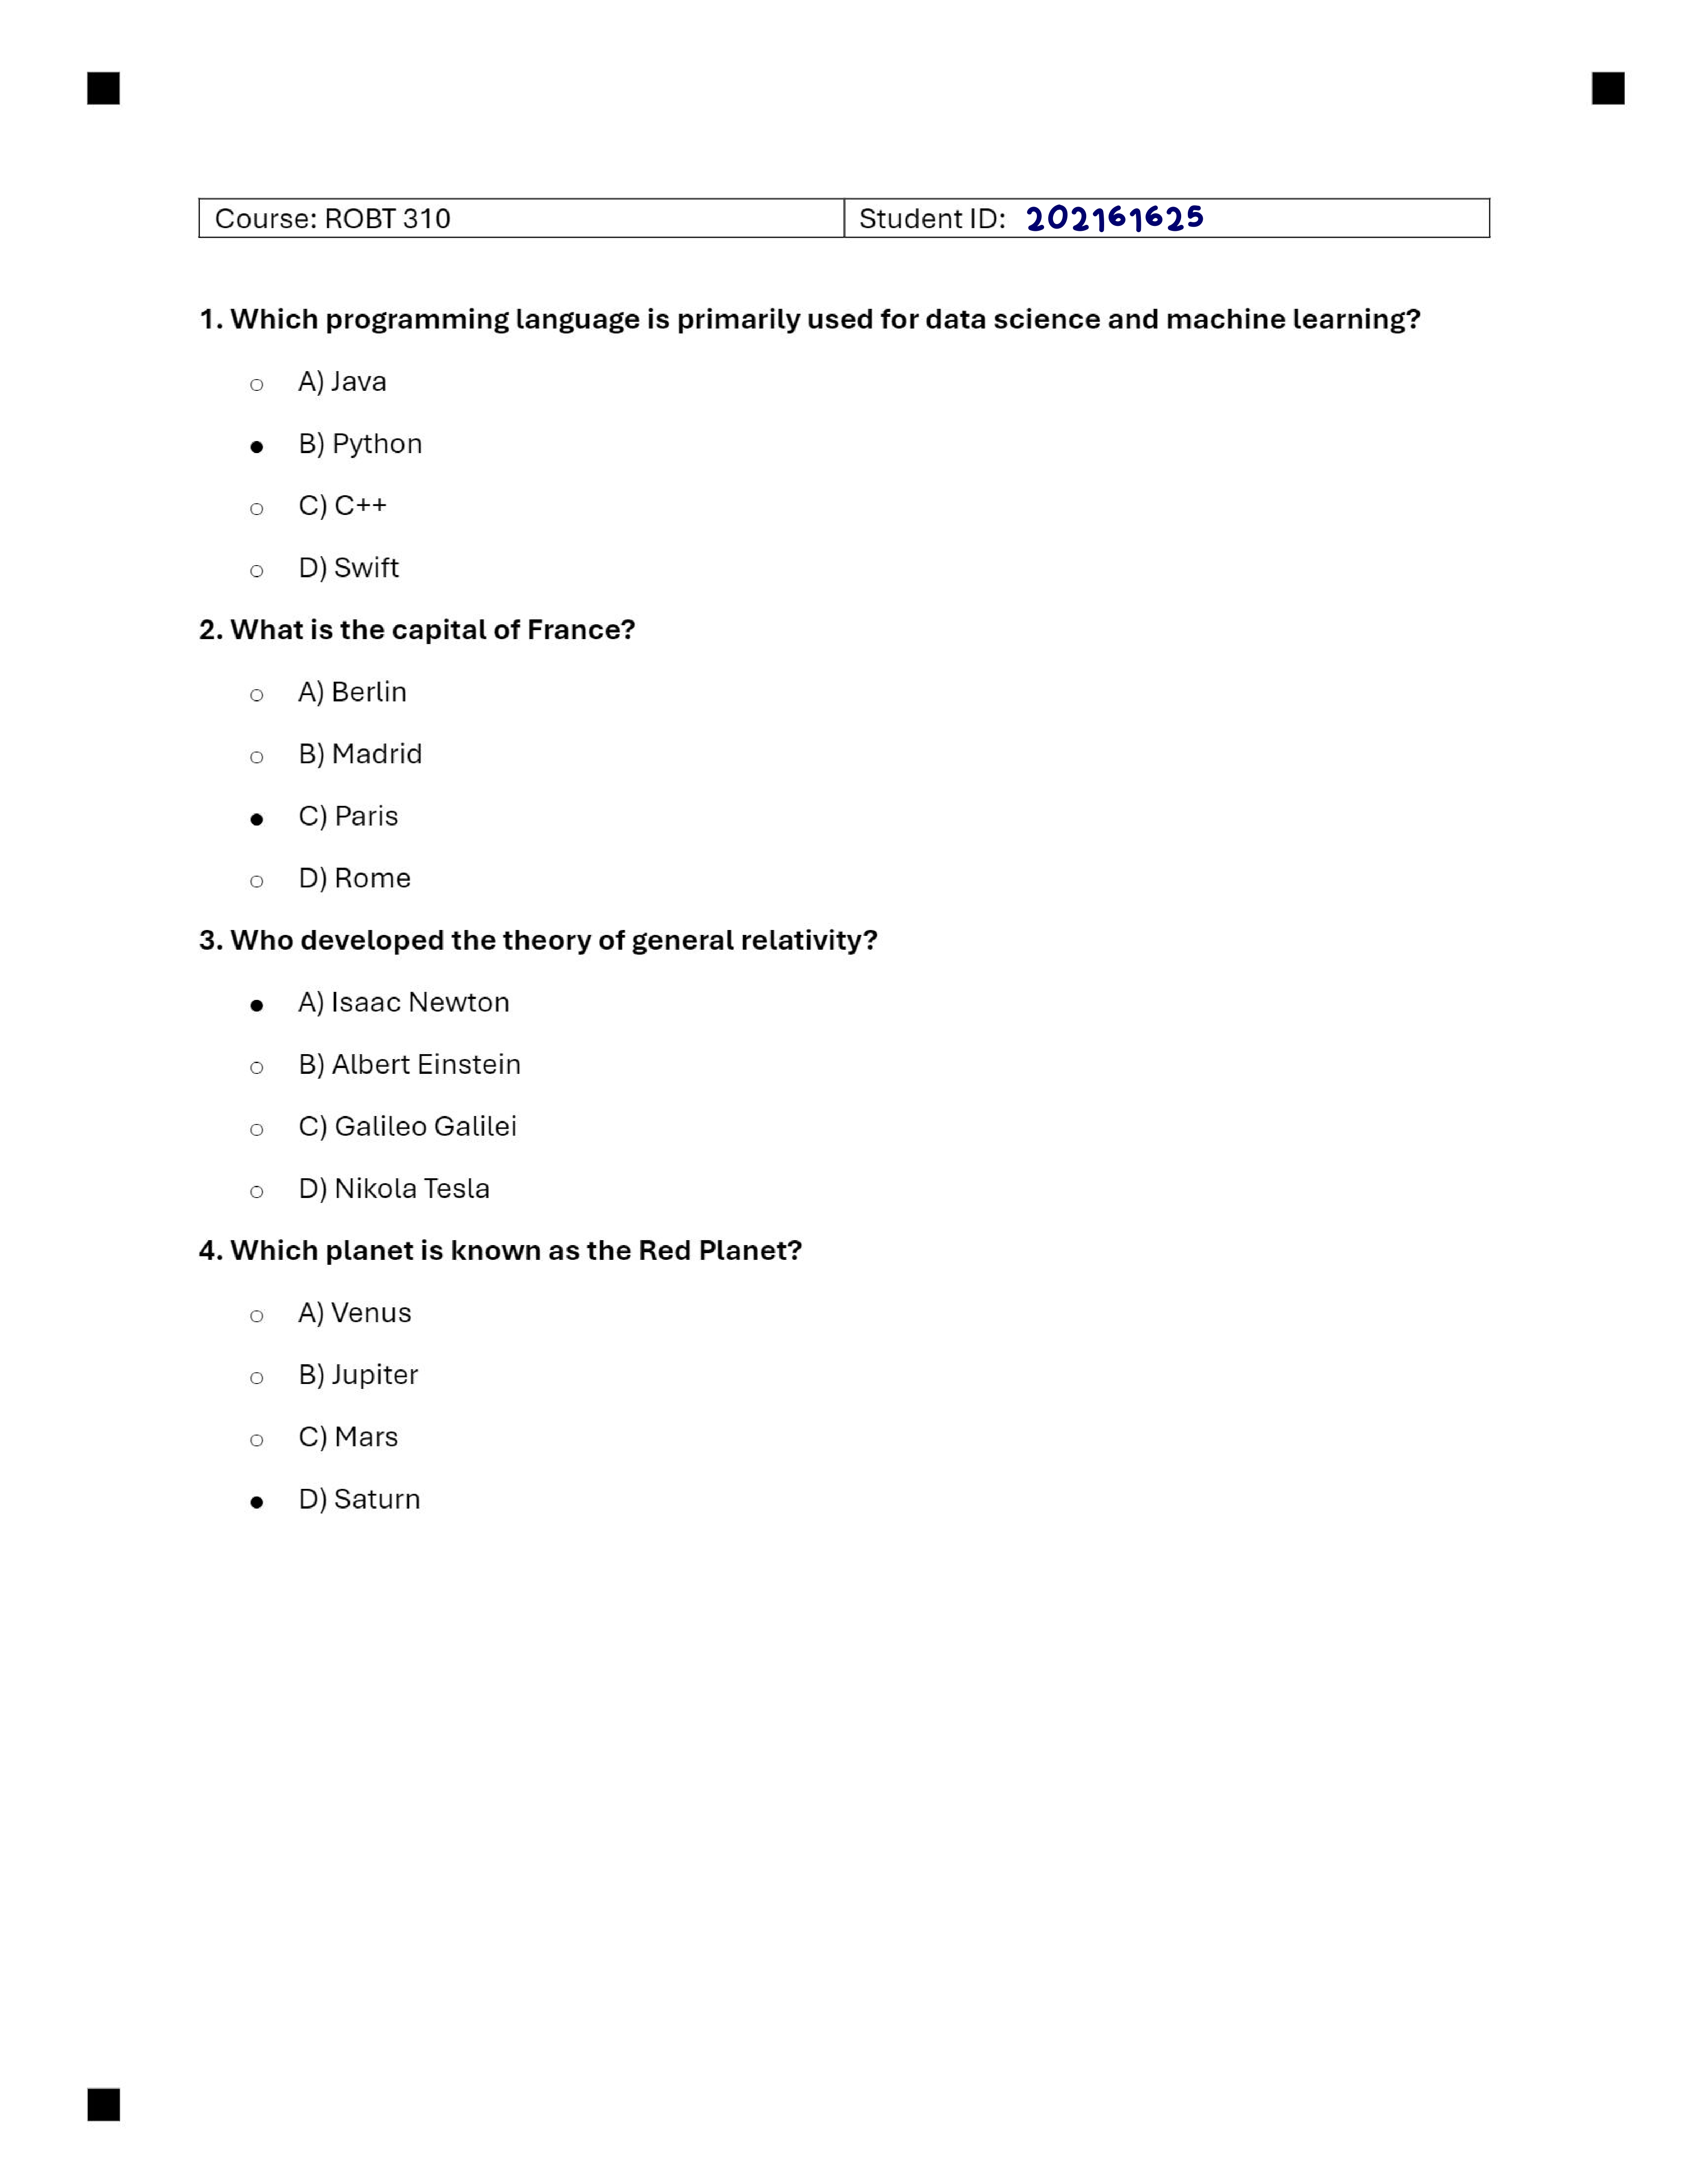 Course: ROBT 310 Student ID: 202161625
1. Which programming language is primarily used for data science and machine learning?
○ A) Java
● B) Python
○ C) C++
○ D) Swift
2. What is the capital of France?
○ A) Berlin
○ B) Madrid
● C) Paris
○ D) Rome
3. Who developed the theory of general relativity?
● A) Isaac Newton
○ B) Albert Einstein
○ C) Galileo Galilei
○ D) Nikola Tesla
4. Which planet is known as the Red Planet?
○ A) Venus
○ B) Jupiter
○ C) Mars
● D) Saturn